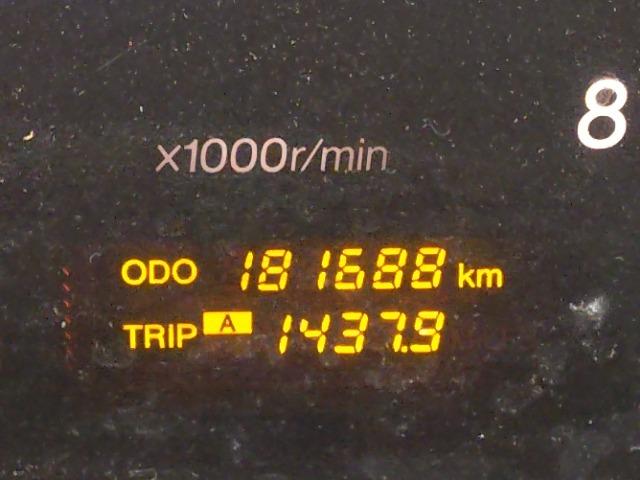 8
x1000r/min
ODO 181688 km
TRIP A 1437.9